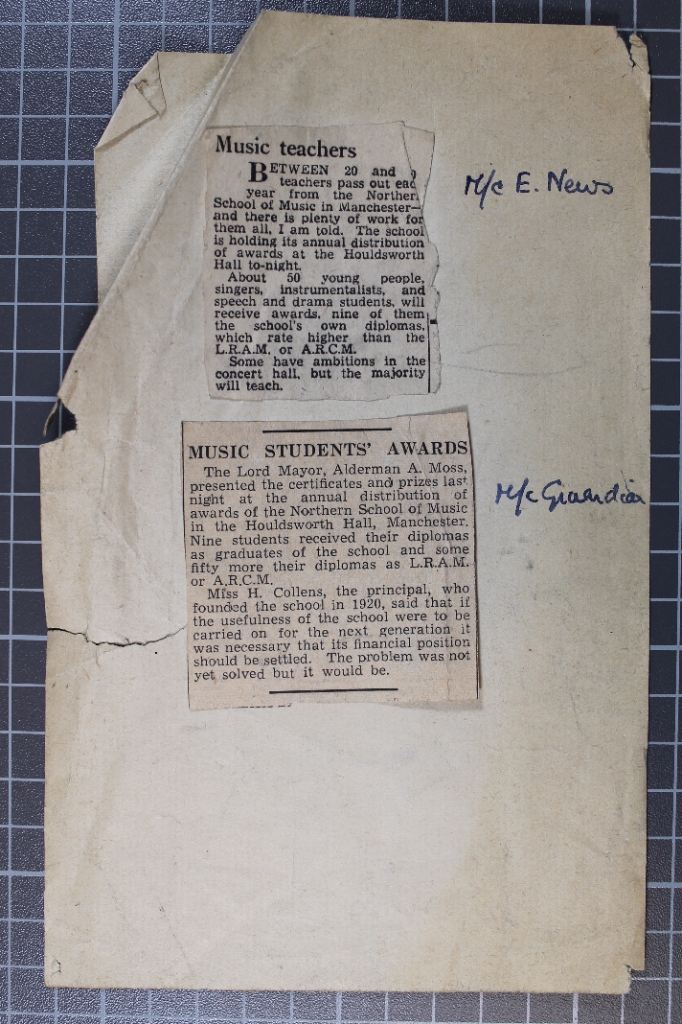 Music teachers
BETWEEN 20 and
teachers pass out eac
year from the Norther
School of Music in Manchester—
and there is plenty of work for
them all, I am told. The school
is holding its annual distribution
of awards at the Houldsworth
Hall to-night.
About 50 young people,
singers, instrumentalists, and
speech and drama students, will
receive awards, nine of them
the school's own diplomas,
which rate higher than the
L.R.A.M. or A.R.C.M.
Some have ambitions in the
concert hall, but the majority
will teach.
M/c E. News
MUSIC STUDENTS' AWARDS
The Lord Mayor, Alderman A. Moss,
presented the certificates and prizes last
night at the annual distribution of
awards of the Northern School of Music
in the Houldsworth Hall, Manchester.
Nine students received their diplomas
as graduates of the school and some
fifty more their diplomas as L.R.A.M.
or A.R.C.M.
Miss H. Collens, the principal, who
founded the school in 1920, said that if
the usefulness of the school were to be
carried on for the next generation it
was necessary that its financial position
should be settled. The problem was not
yet solved but it would be.
M/c Guardian